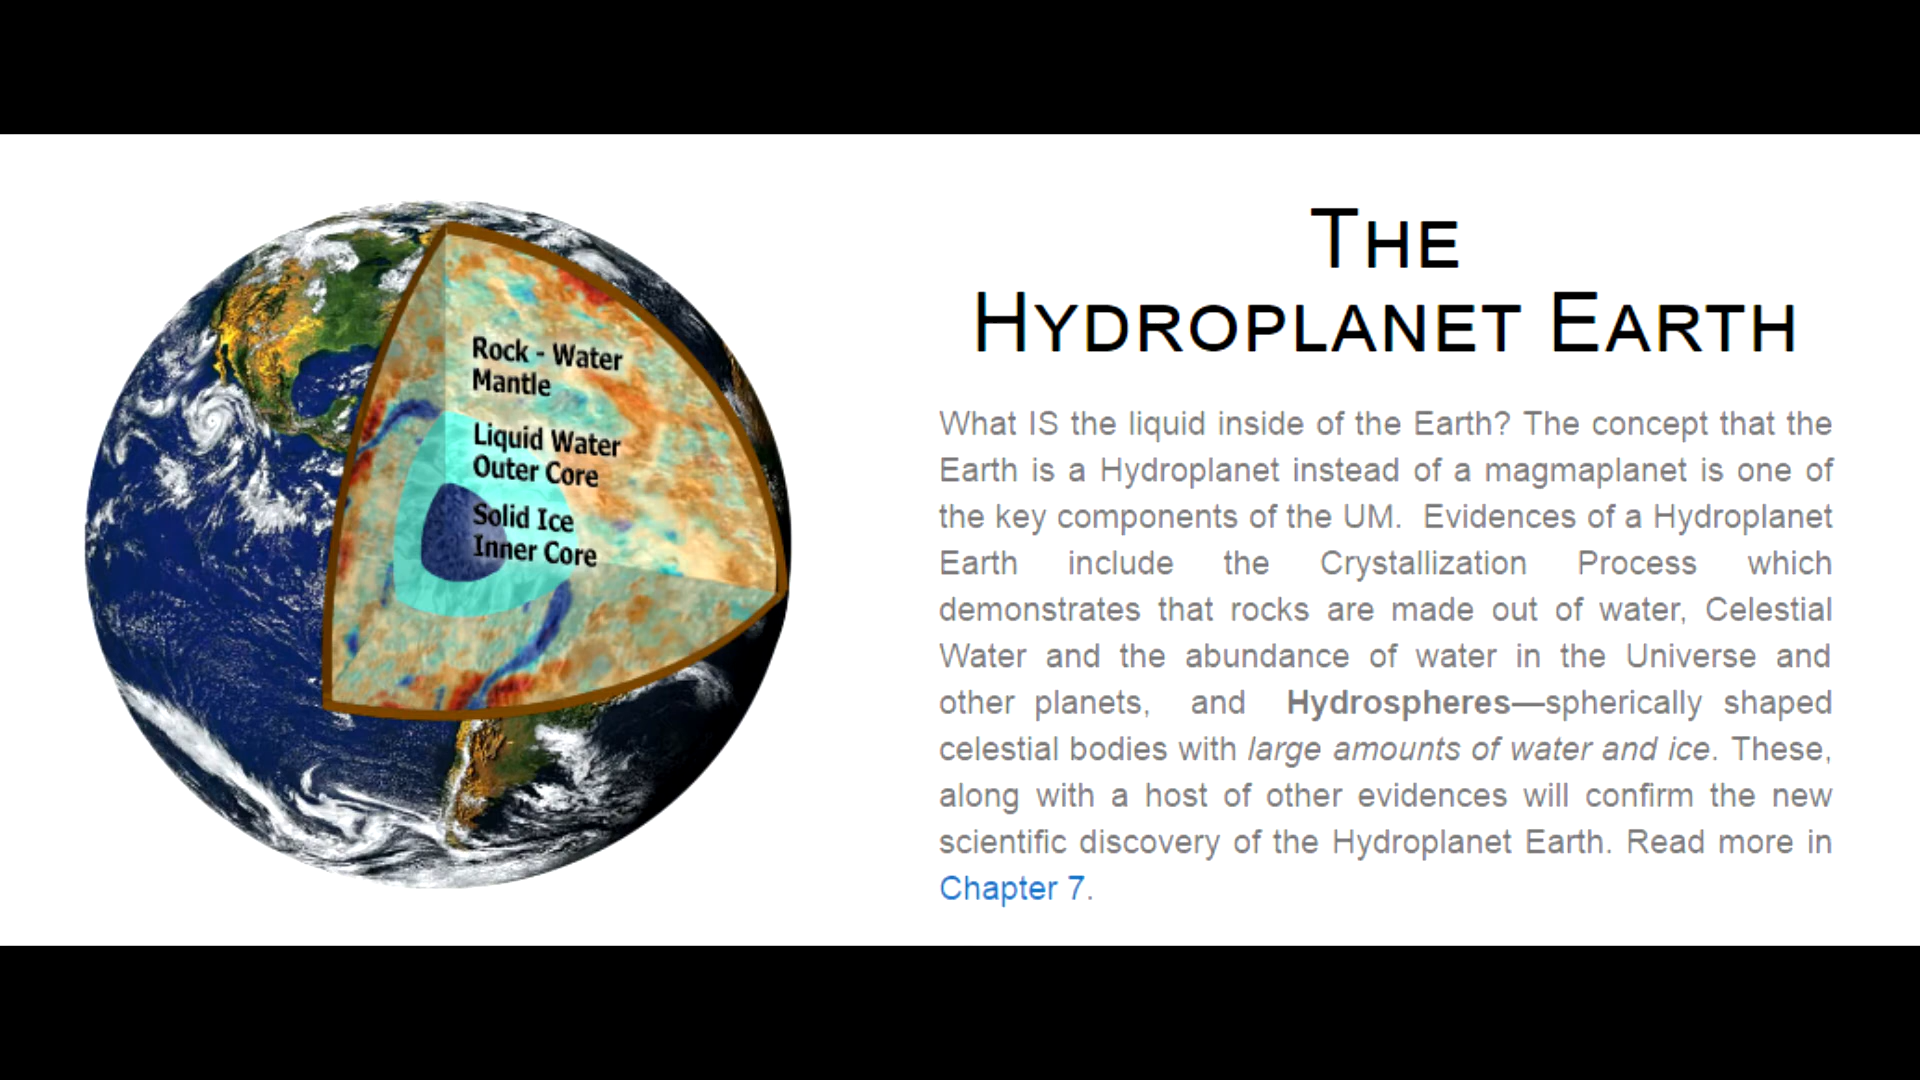 Rock - Water
Mantle
Liquid Water
Outer Core
Solid Ice
Inner Core
The
Hydroplanet Earth
What IS the liquid inside of the Earth? The concept that the
Earth is a Hydroplanet instead of a magmaplanet is one of
the key components of the UM. Evidences of a Hydroplanet
Earth include the Crystallization Process which
demonstrates that rocks are made out of water, Celestial
Water and the abundance of water in the Universe and
other planets, and Hydrospheres—spherically shaped
celestial bodies with large amounts of water and ice. These,
along with a host of other evidences will confirm the new
scientific discovery of the Hydroplanet Earth. Read more in
Chapter 7.